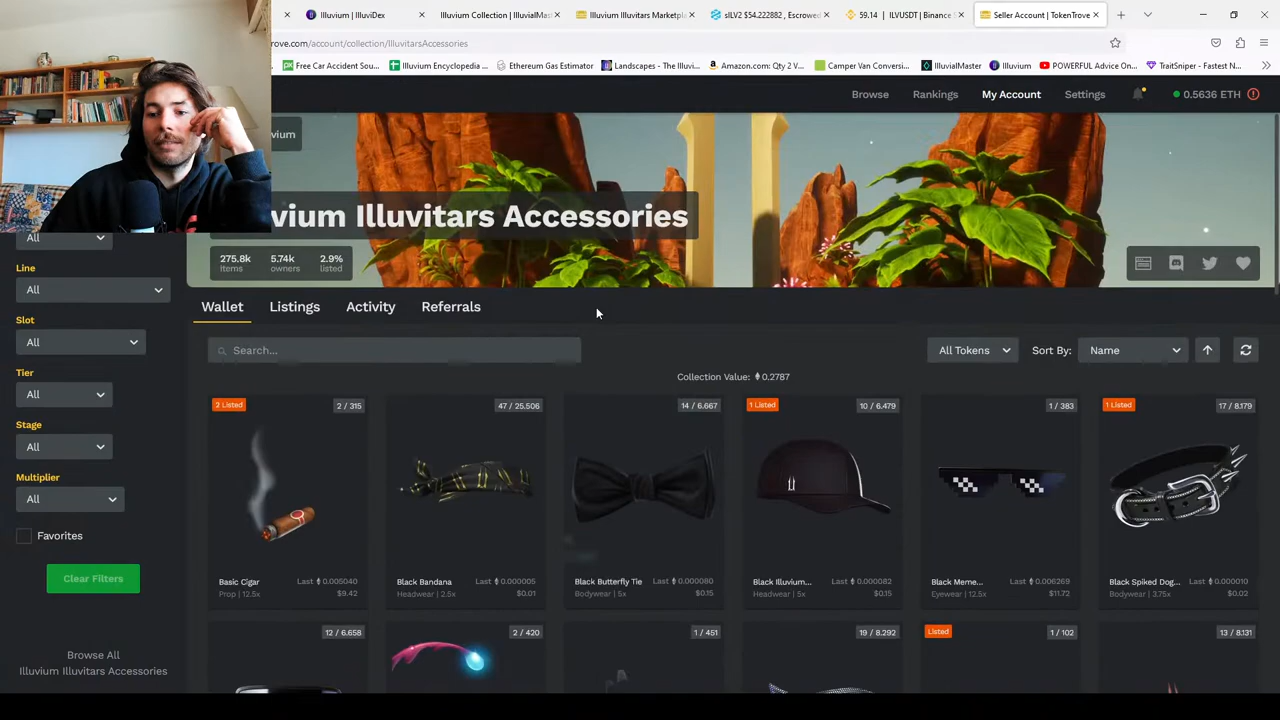 Illuvium | IlluviDex
Illuvium Collection | IlluvialMast
Illuvium Illuvitars Marketpla
sILV2 $54.222882 , Escrowed
59.14 | ILVUSDT | Binance S
Seller Account | TokenTrove
rove.com/account/collection/IlluvitarsAccessories
Free Car Accident Sou...
Illuvium Encyclopedia ...
Ethereum Gas Estimator
Landscapes - The Illuvi...
Amazon.com: Qty 2 V...
Camper Van Conversi...
IlluvialMaster
Illuvium
POWERFUL Advice On...
TraitSniper - Fastest N...
Browse
Rankings
My Account
Settings
0.5636 ETH
vium
vium Illuvitars Accessories
275.8k 5.74k 2.9%
Items owners listed
All
Line
All
Slot
All
Tier
All
Stage
All
Multiplier
All
Favorites
Clear Filters
Browse All
Illuvium Illuvitars Accessories
Wallet Listings Activity Referrals
Search...
All Tokens
Sort By:
Name
Collection Value: 0.2787
2 Listed 2 / 315
Basic Cigar Last 0.005040
Prop | 12.5x $9.42
47 / 25,506
Black Bandana Last 0.000005
Headwear | 2.5x $0.01
14 / 6,667
Black Butterfly Tie Last 0.000080
Bodywear | 5x $0.15
1 Listed 10 / 6,479
Black Illuvium... Last 0.000082
Headwear | 5x $0.15
1 / 383
Black Meme... Last 0.006269
Eyewear | 12.5x $11.72
1 Listed 17 / 8,179
Black Spiked Dog... Last 0.000010
Bodywear | 3.75x $0.02
12 / 6,658
2 / 420
1 / 451
19 / 8,292
Listed 1 / 102
13 / 8,131